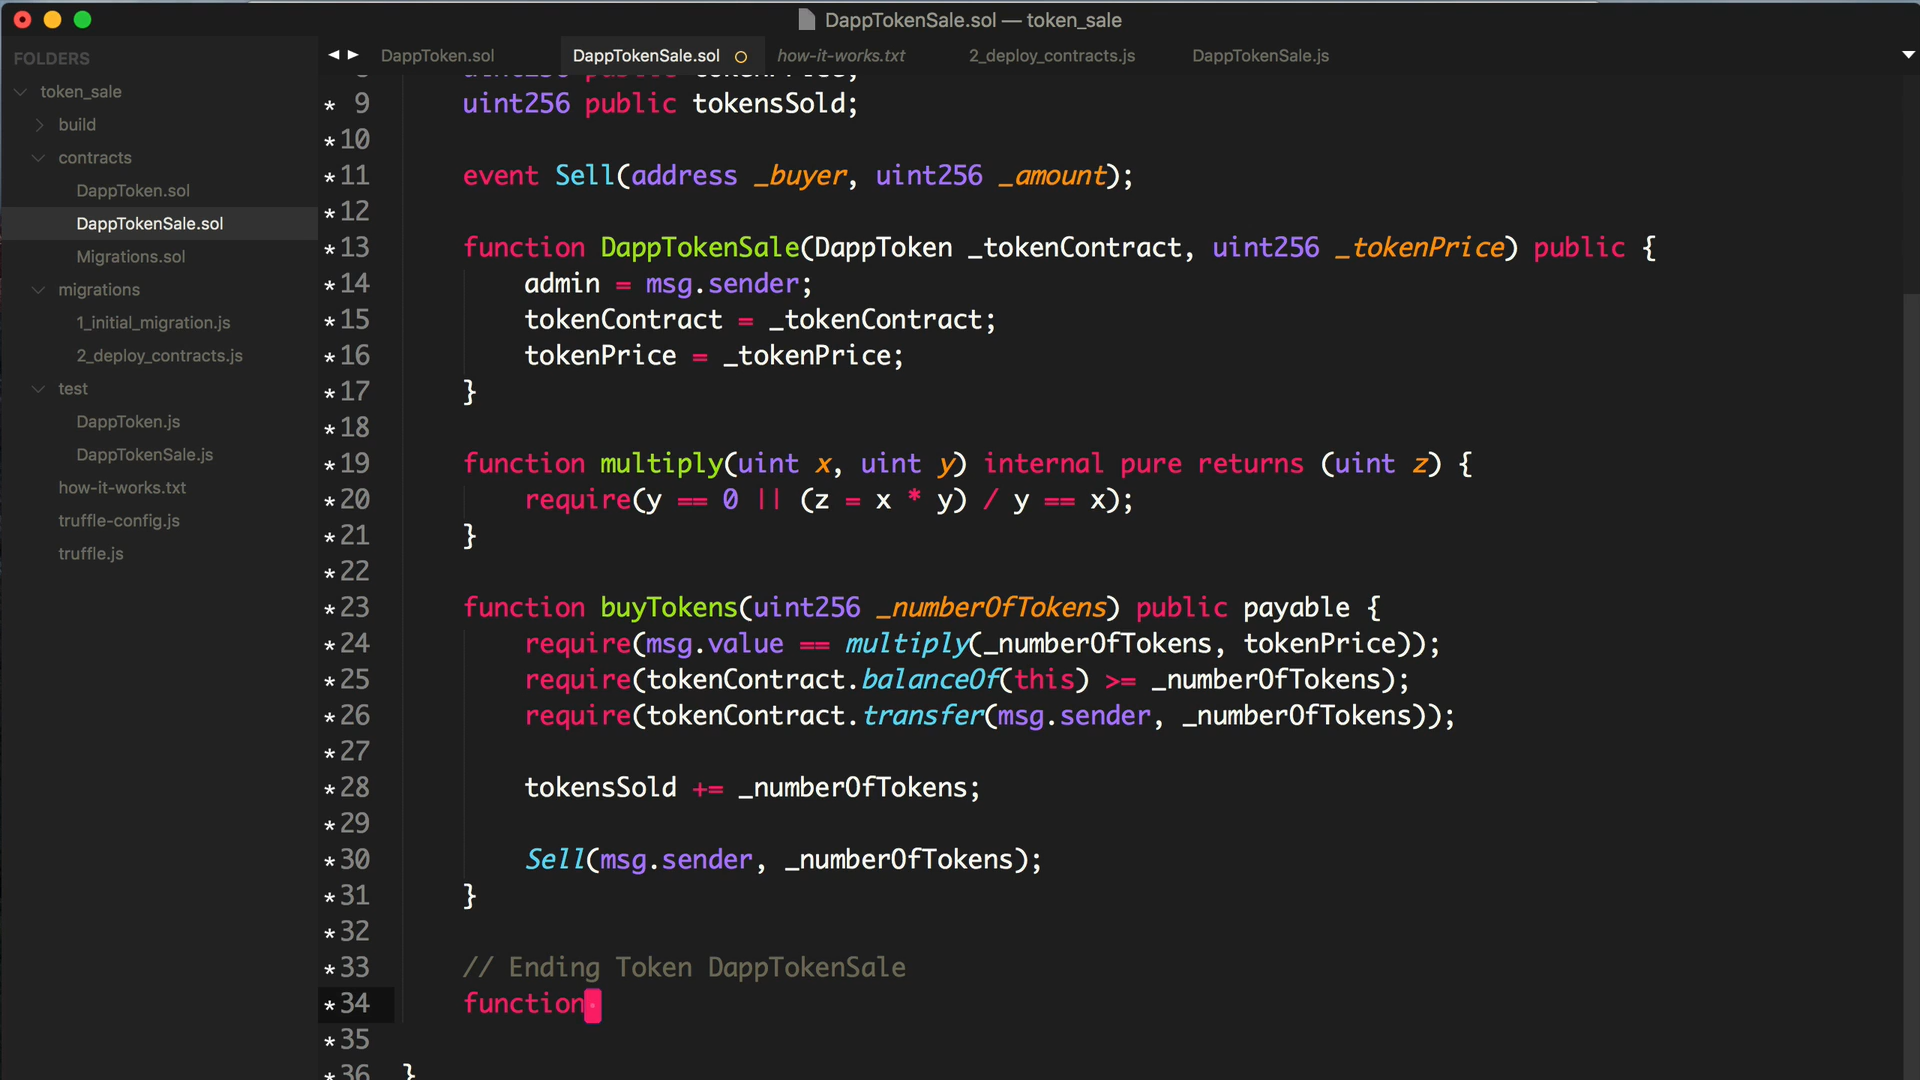 DappTokenSale.sol — token_sale
FOLDERS
token_sale
build
contracts
DappToken.sol
DappTokenSale.sol
Migrations.sol
migrations
1_initial_migration.js
2_deploy_contracts.js
test
DappToken.js
DappTokenSale.js
how-it-works.txt
truffle-config.js
truffle.js
DappToken.sol DappTokenSale.sol how-it-works.txt 2_deploy_contracts.js DappTokenSale.js
* 9 uint256 public tokensSold;
*10
*11 event Sell(address _buyer, uint256 _amount);
*12
*13 function DappTokenSale(DappToken _tokenContract, uint256 _tokenPrice) public {
*14 admin = msg.sender;
*15 tokenContract = _tokenContract;
*16 tokenPrice = _tokenPrice;
*17 }
*18
*19 function multiply(uint x, uint y) internal pure returns (uint z) {
*20 require(y == 0 || (z = x * y) / y == x);
*21 }
*22
*23 function buyTokens(uint256 _numberOfTokens) public payable {
*24 require(msg.value == multiply(_numberOfTokens, tokenPrice));
*25 require(tokenContract.balanceOf(this) >= _numberOfTokens);
*26 require(tokenContract.transfer(msg.sender, _numberOfTokens));
*27
*28 tokensSold += _numberOfTokens;
*29
*30 Sell(msg.sender, _numberOfTokens);
*31 }
*32
*33 // Ending Token DappTokenSale
*34 function
*35
*36 }